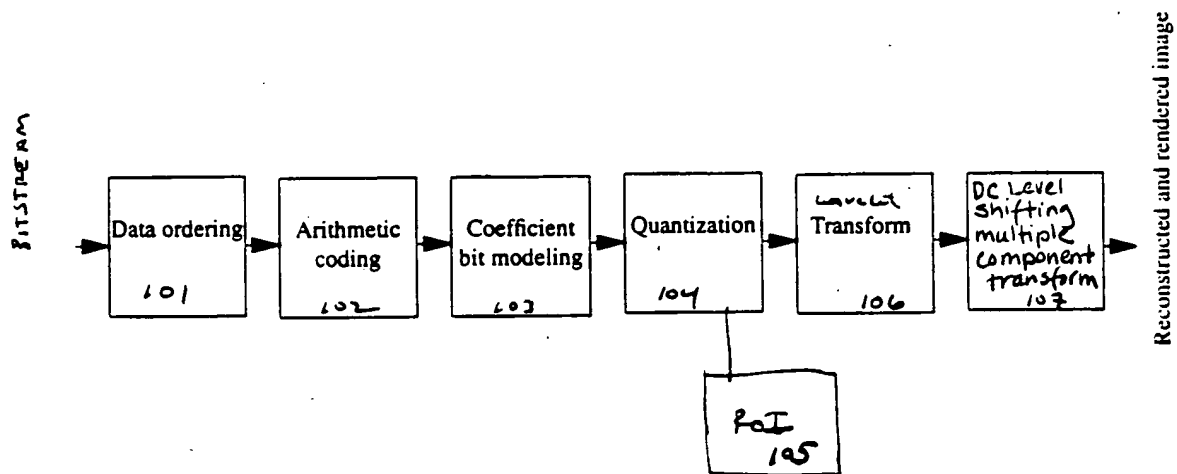 BITSTREAM
Data ordering
101
Arithmetic
coding
102
Coefficient
bit modeling
103
Quantization
104
wavelet
Transform
106
DC Level
shifting
multiple
component
transform
107
Reconstructed and rendered image
RoI
105